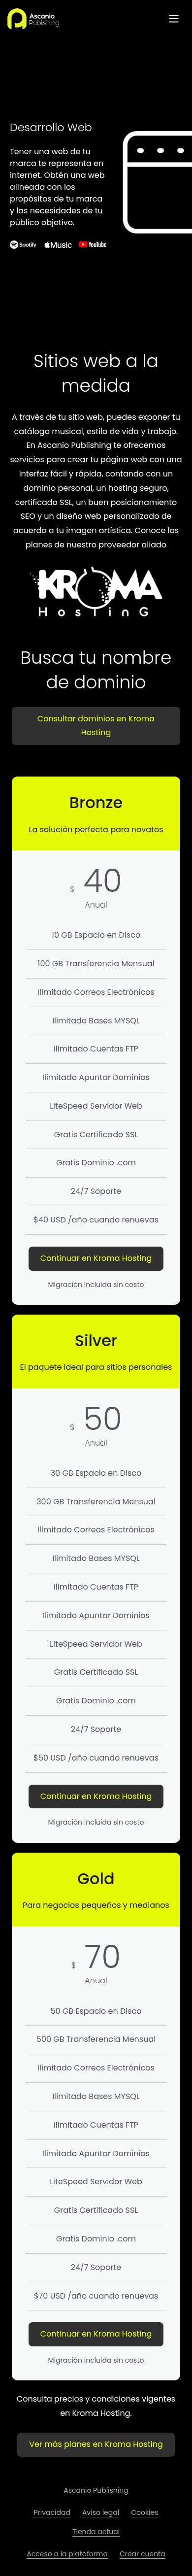 Ascanio
Publishing
Desarrollo Web
Tener una web de tu
marca te representa en
internet. Obtén una web
alineada con los
propósitos de tu marca
y las necesidades de tu
público objetivo.
Spotify Music YouTube
Sitios web a la
medida
A través de tu sitio web, puedes exponer tu
catálogo musical, estilo de vida y trabajo.
En Ascanio Publishing te ofrecemos
servicios para crear tu página web con una
interfaz fácil y rápida, contando con un
dominio personal, un hosting seguro,
certificado SSL, un buen posicionamiento
SEO y un diseño web personalizado de
acuerdo a tu imagen artística. Conoce los
planes de nuestro proveedor aliado
KROMA
HostinG
Busca tu nombre
de dominio
Consultar dominios en Kroma
Hosting
Bronze
La solución perfecta para novatos
$ 40
Anual
10 GB Espacio en Disco
100 GB Transferencia Mensual
Ilimitado Correos Electrónicos
Ilimitado Bases MYSQL
Ilimitado Cuentas FTP
Ilimitado Apuntar Dominios
LiteSpeed Servidor Web
Gratis Certificado SSL
Gratis Dominio .com
24/7 Soporte
$40 USD /año cuando renuevas
Continuar en Kroma Hosting
Migración incluida sin costo
Silver
El paquete ideal para sitios personales
$ 50
Anual
30 GB Espacio en Disco
300 GB Transferencia Mensual
Ilimitado Correos Electrónicos
Ilimitado Bases MYSQL
Ilimitado Cuentas FTP
Ilimitado Apuntar Dominios
LiteSpeed Servidor Web
Gratis Certificado SSL
Gratis Dominio .com
24/7 Soporte
$50 USD /año cuando renuevas
Continuar en Kroma Hosting
Migración incluida sin costo
Gold
Para negocios pequeños y medianos
$ 70
Anual
50 GB Espacio en Disco
500 GB Transferencia Mensual
Ilimitado Correos Electrónicos
Ilimitado Bases MYSQL
Ilimitado Cuentas FTP
Ilimitado Apuntar Dominios
LiteSpeed Servidor Web
Gratis Certificado SSL
Gratis Dominio .com
24/7 Soporte
$70 USD /año cuando renuevas
Continuar en Kroma Hosting
Migración incluida sin costo
Consulta precios y condiciones vigentes
en Kroma Hosting.
Ver más planes en Kroma Hosting
Ascanio Publishing
Privacidad Aviso legal Cookies
Tienda actual
Acceso a la plataforma Crear cuenta